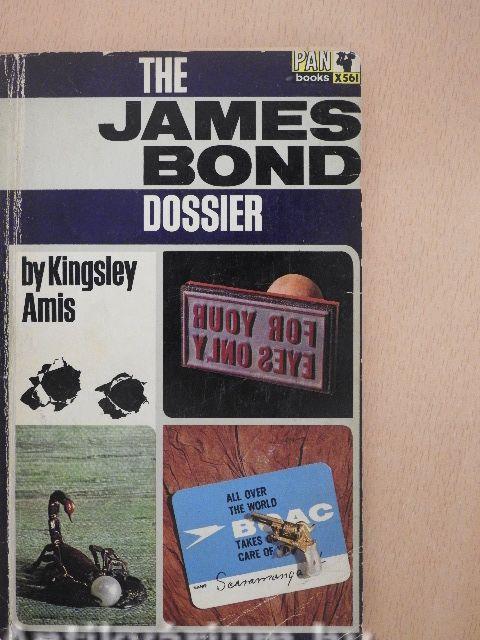 THE
PAN
books X561
JAMES
BOND
DOSSIER
by Kingsley
Amis
FOR YOUR
EYES ONLY
ALL OVER
THE WORLD
BOAC
TAKES
CARE OF
NAME Scaramanga